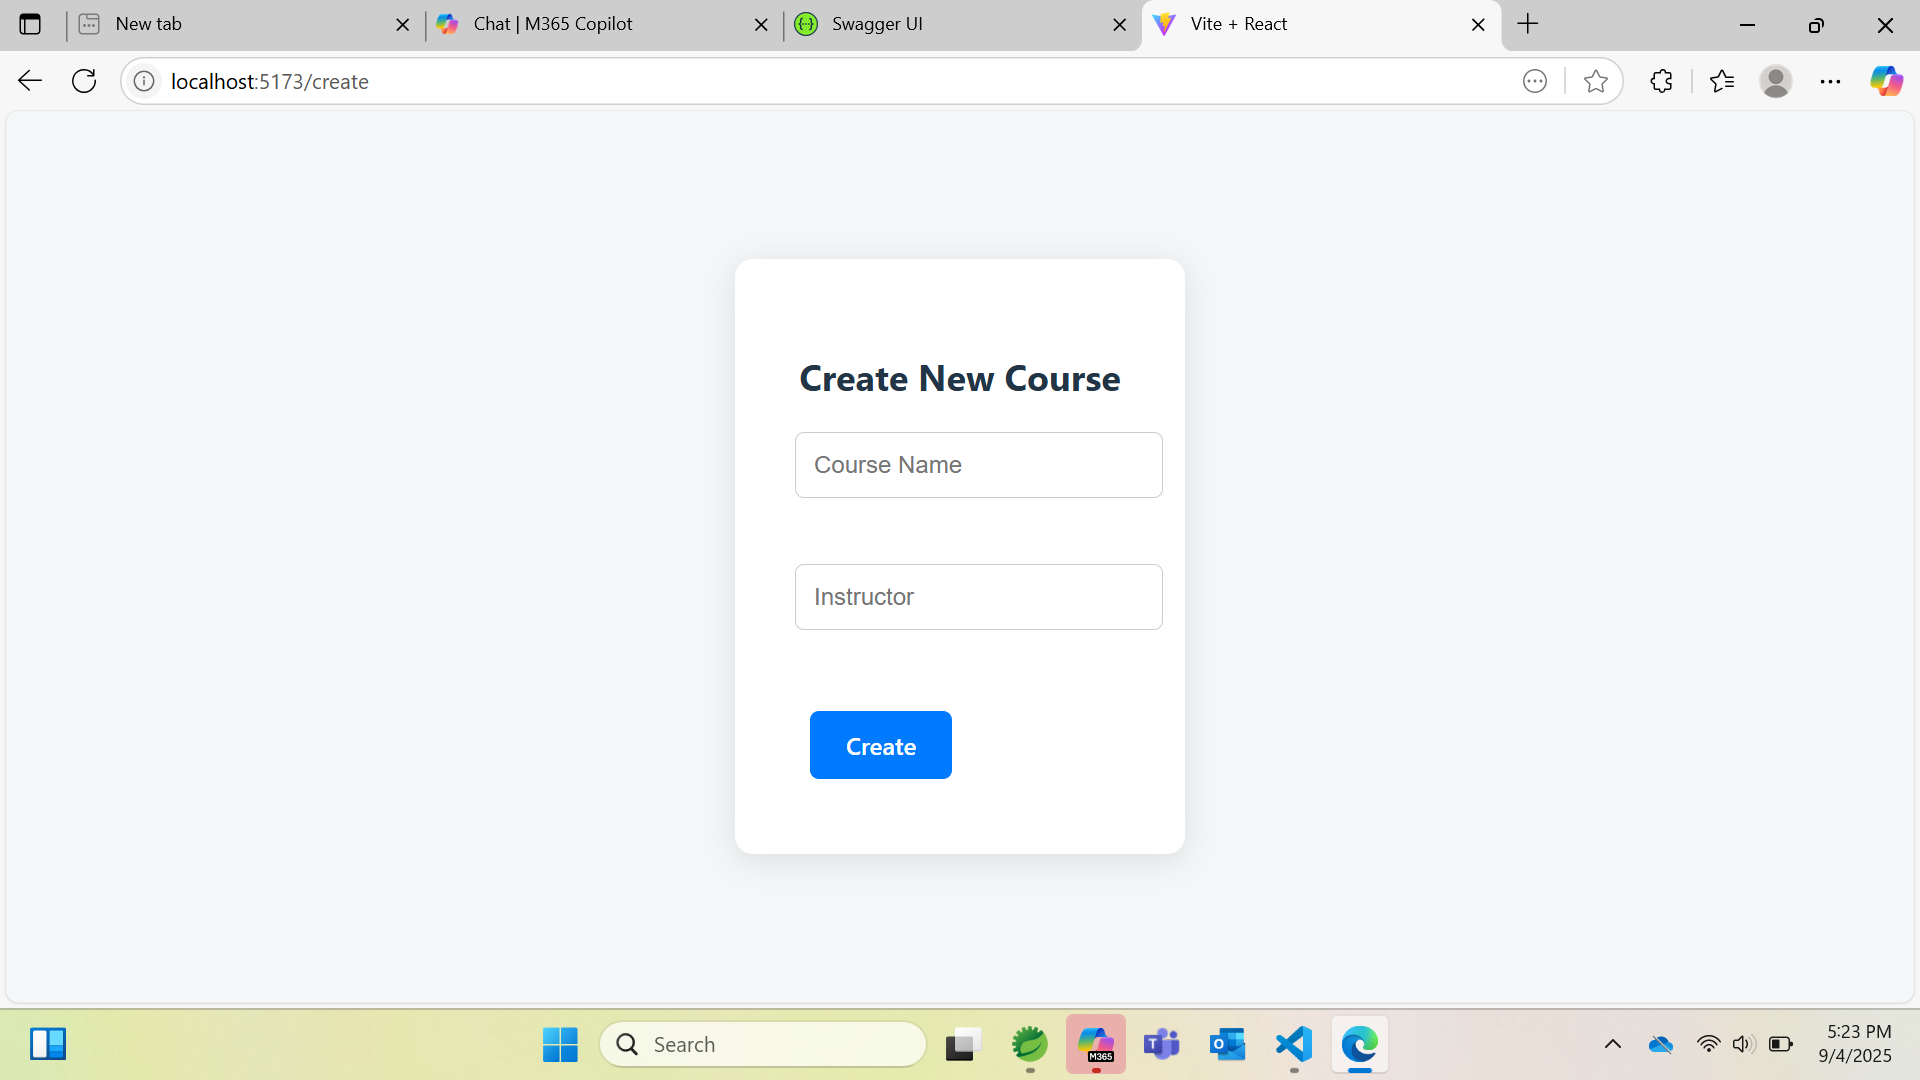 New tab
Chat | M365 Copilot
Swagger UI
Vite + React
localhost:5173/create
Create New Course
Course Name
Instructor
Create
Search
M365
5:23 PM
9/4/2025